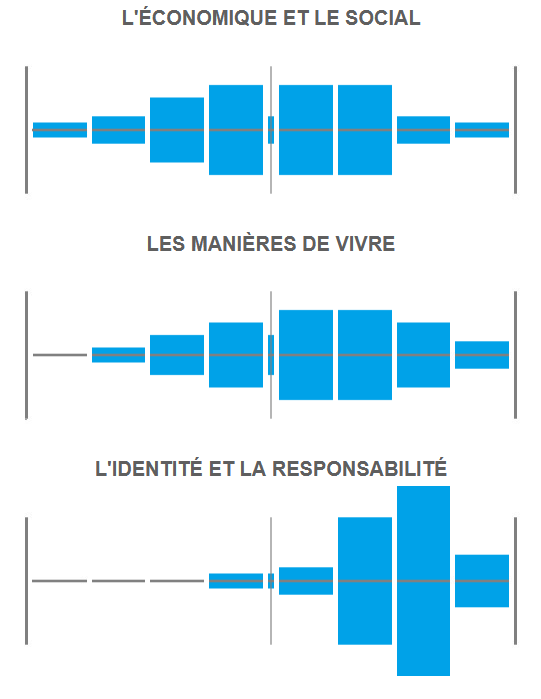 L'ÉCONOMIQUE ET LE SOCIAL
LES MANIÈRES DE VIVRE
L'IDENTITÉ ET LA RESPONSABILITÉ